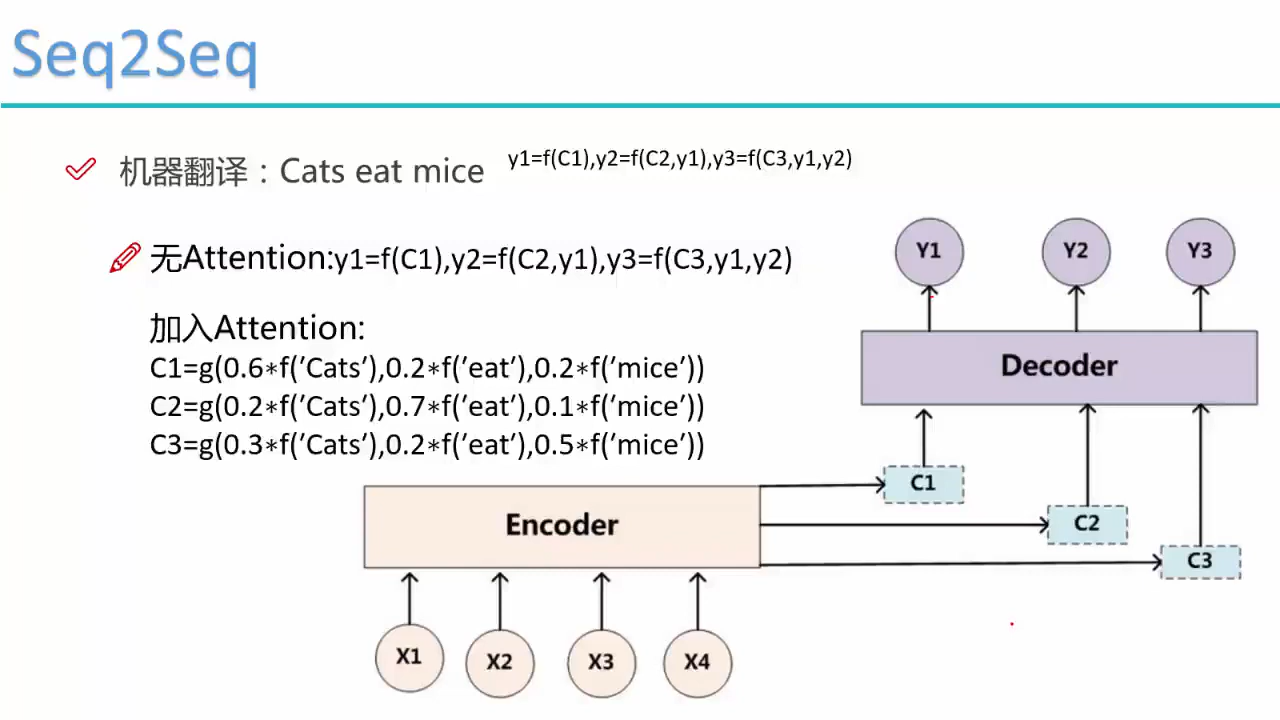 Seq2Seq
机器翻译：Cats eat mice
y1=f(C1),y2=f(C2,y1),y3=f(C3,y1,y2)
无Attention:y1=f(C1),y2=f(C2,y1),y3=f(C3,y1,y2)
加入Attention:
C1=g(0.6*f('Cats'),0.2*f('eat'),0.2*f('mice'))
C2=g(0.2*f('Cats'),0.7*f('eat'),0.1*f('mice'))
C3=g(0.3*f('Cats'),0.2*f('eat'),0.5*f('mice'))
Y1 Y2 Y3
Decoder
C1
C2
C3
Encoder
X1 X2 X3 X4